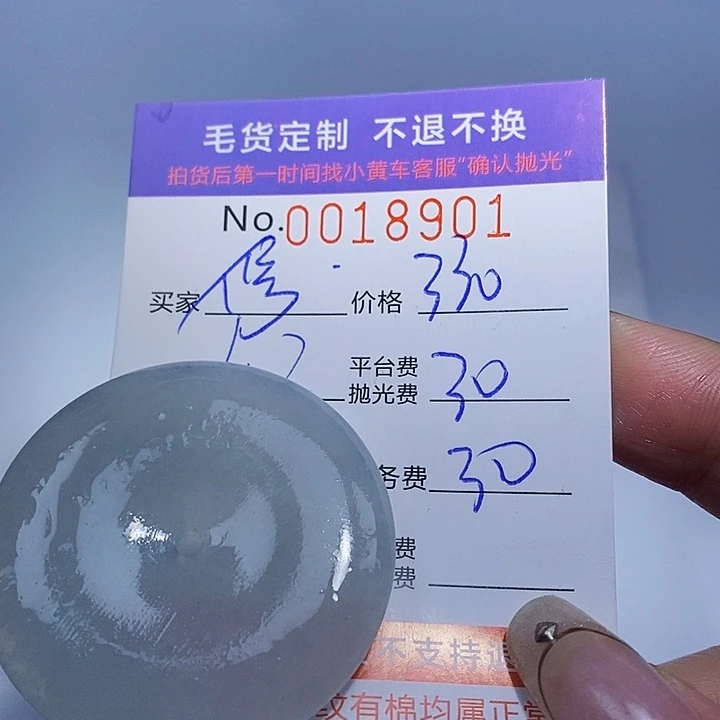 毛货定制 不退不换
拍货后第一时间找小黄车客服“确认抛光”
No.0018901
买家 价格 330
平台费
抛光费 30
务费 30
费
费
不支持退
纹有棉均属正常